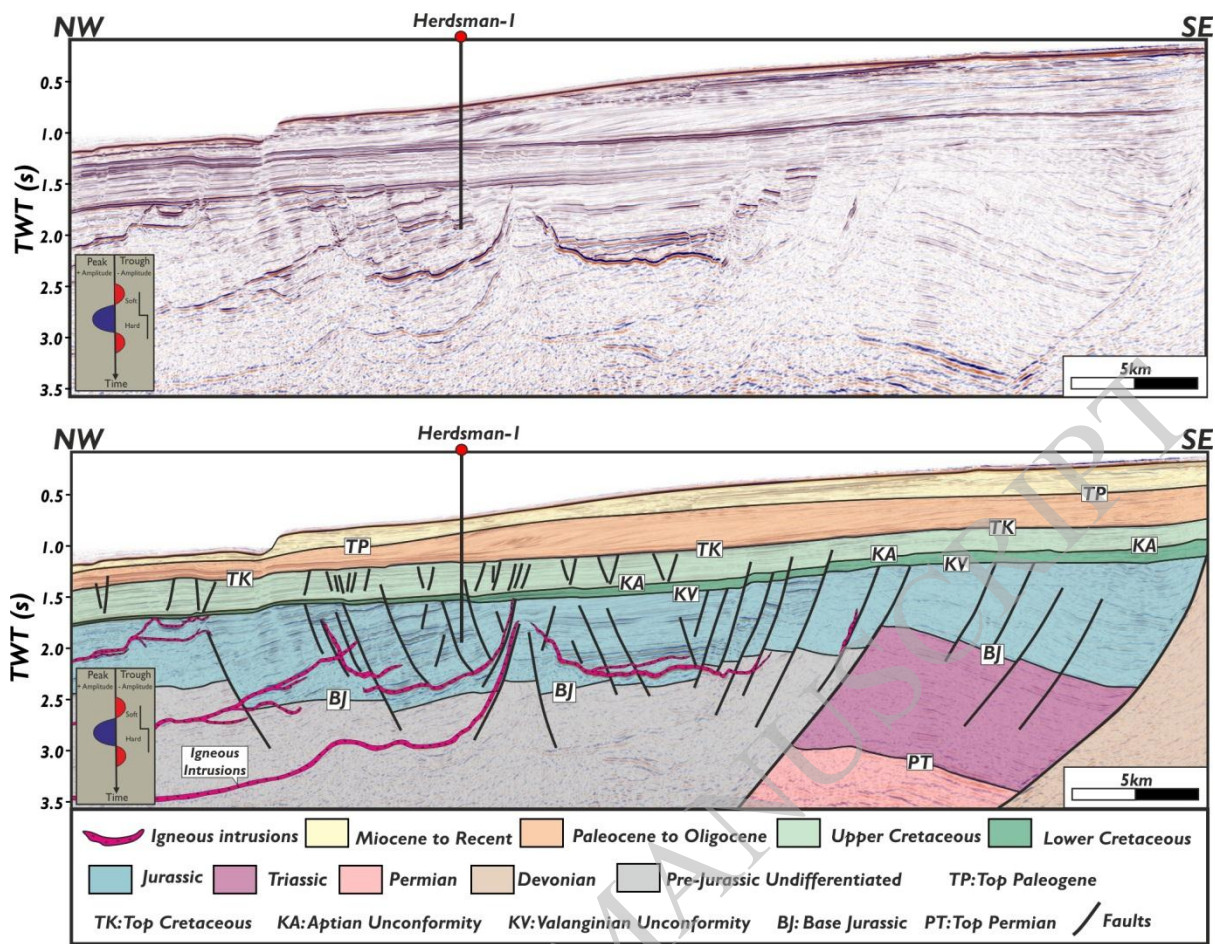 NW
Herdsman-1
SE
TWT (s)
0.5
1.0
1.5
2.0
2.5
3.0
3.5
Peak Trough
+ Amplitude - Amplitude
Soft
Hard
Time
5km
NW
Herdsman-1
SE
TWT (s)
0.5
1.0
1.5
2.0
2.5
3.0
3.5
TP
TP
TK
TK
TK
KA
KA
KA
KV
KV
BJ
BJ
BJ
PT
Igneous
Intrusions
Peak Trough
+ Amplitude - Amplitude
Soft
Hard
Time
5km
Igneous intrusions Miocene to Recent Paleocene to Oligocene Upper Cretaceous Lower Cretaceous
Jurassic Triassic Permian Devonian Pre-Jurassic Undifferentiated TP:Top Paleogene
TK:Top Cretaceous KA:Aptian Unconformity KV:Valanginian Unconformity BJ: Base Jurassic PT:Top Permian Faults
MANUSCRIPT